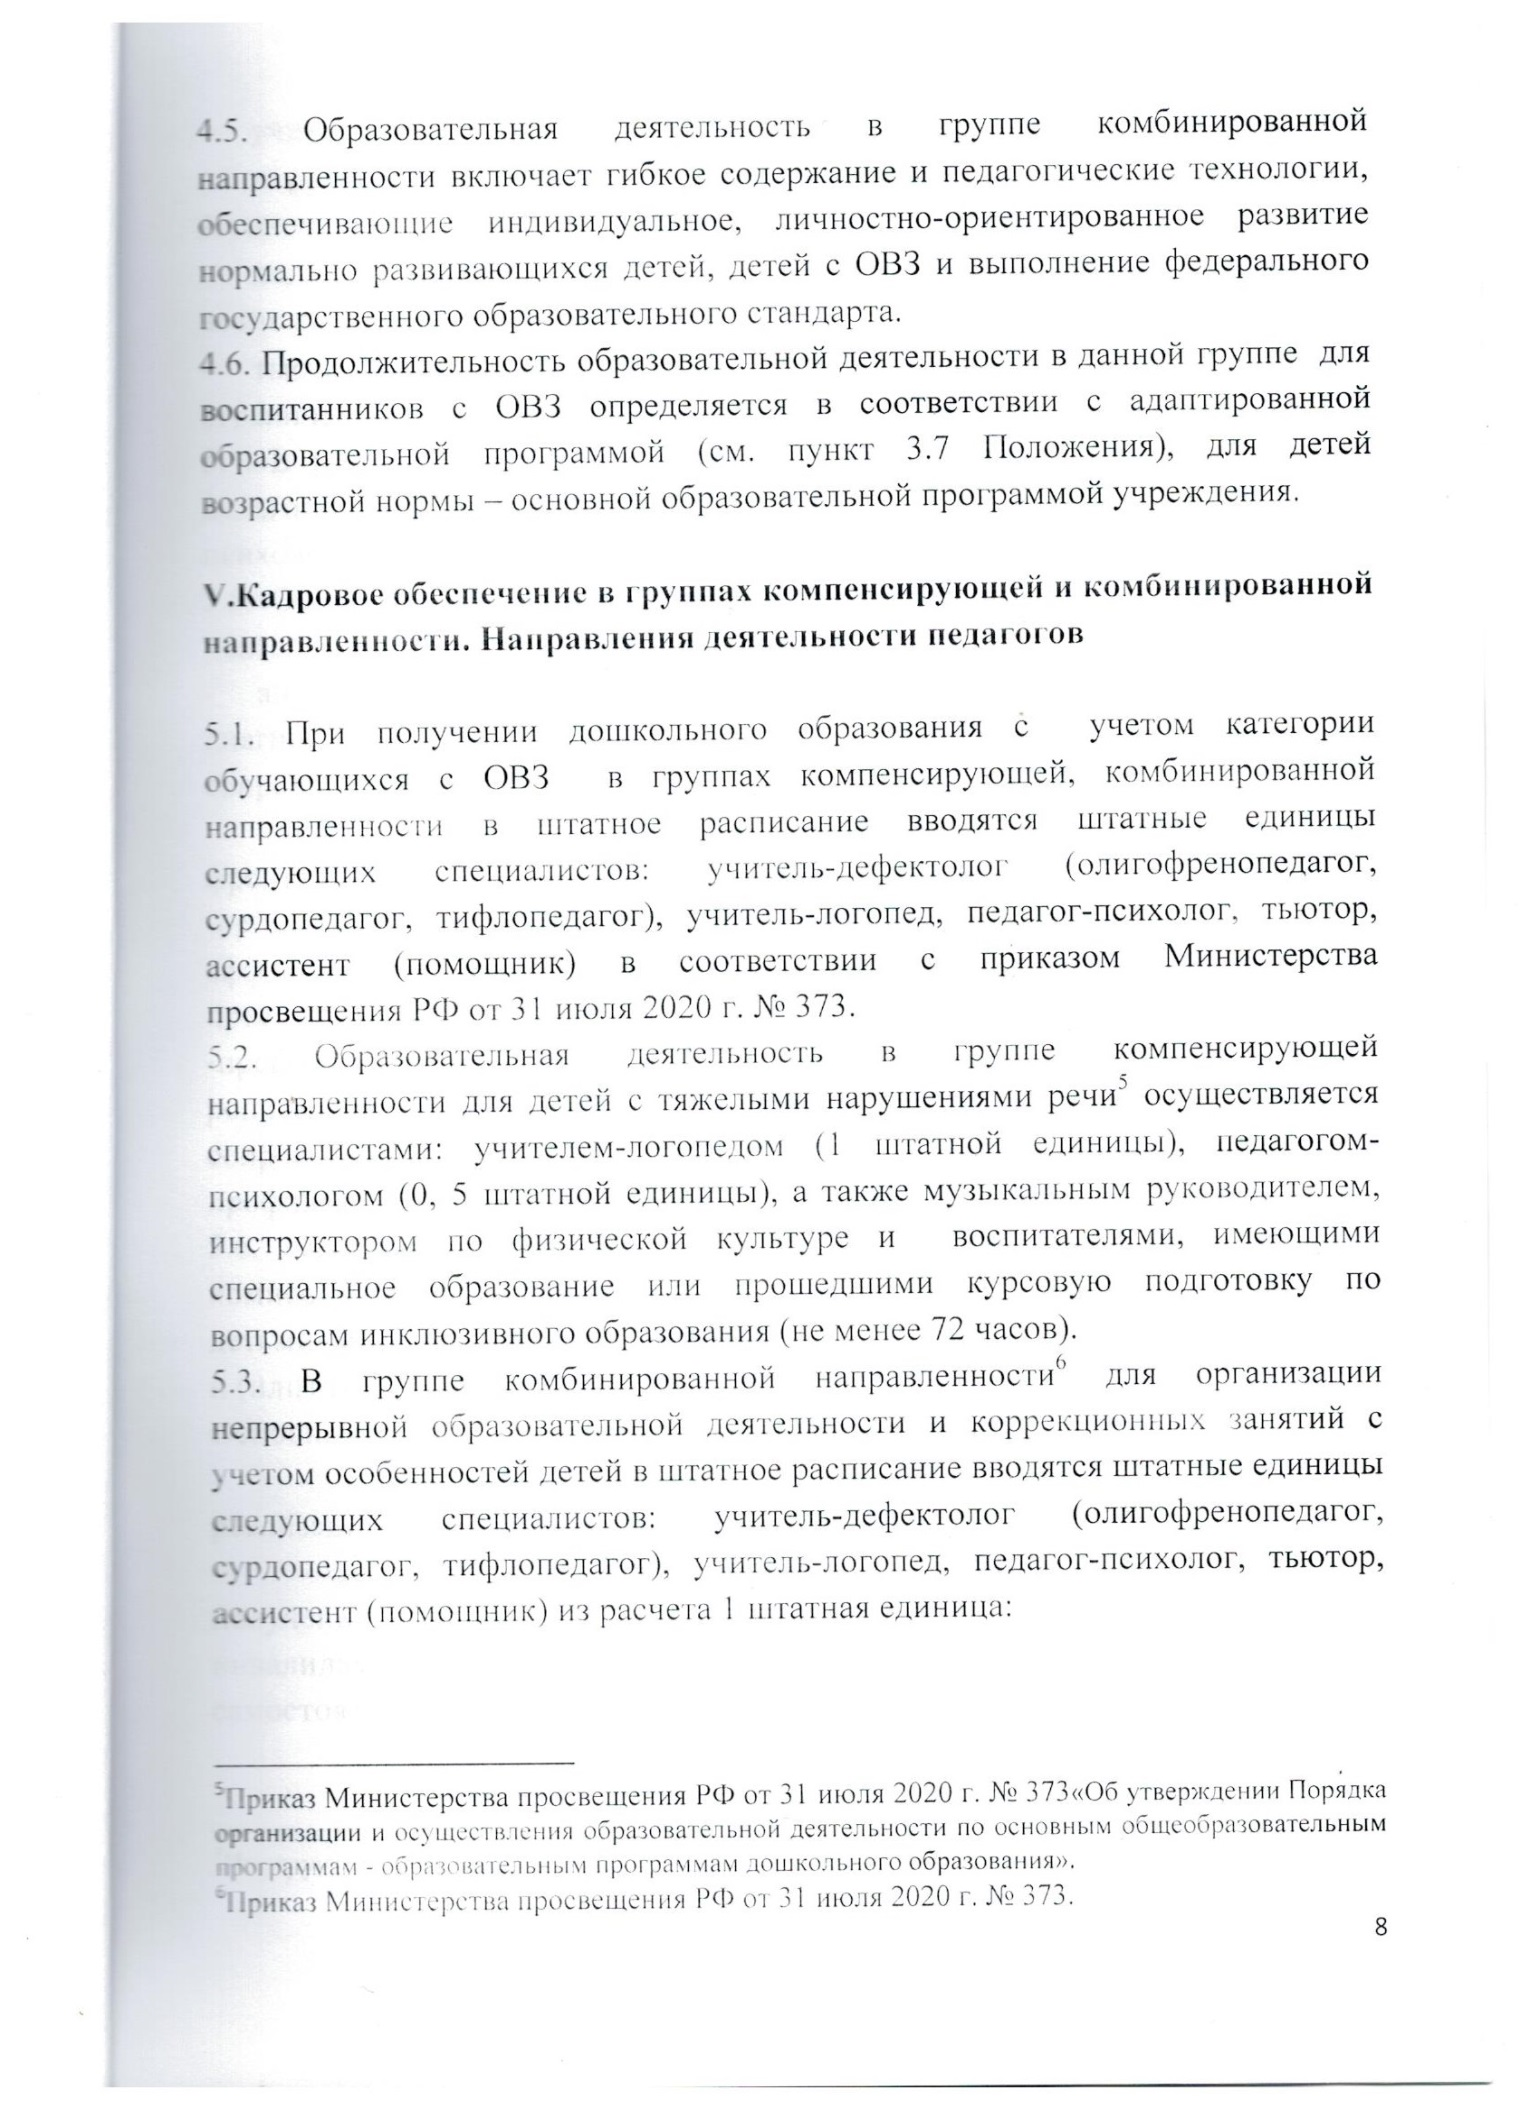 4.5. Образовательная деятельность в группе комбинированной
направленности включает гибкое содержание и педагогические технологии,
обеспечивающие индивидуальное, личностно-ориентированное развитие
нормально развивающихся детей, детей с ОВЗ и выполнение федерального
государственного образовательного стандарта.
4.6. Продолжительность образовательной деятельности в данной группе для
воспитанников с ОВЗ определяется в соответствии с адаптированной
образовательной программой (см. пункт 3.7 Положения), для детей
возрастной нормы – основной образовательной программой учреждения.
V.Кадровое обеспечение в группах компенсирующей и комбинированной
направленности. Направления деятельности педагогов
5.1. При получении дошкольного образования с учетом категории
обучающихся с ОВЗ в группах компенсирующей, комбинированной
направленности в штатное расписание вводятся штатные единицы
следующих специалистов: учитель-дефектолог (олигофренопедагог,
сурдопедагог, тифлопедагог), учитель-логопед, педагог-психолог, тьютор,
ассистент (помощник) в соответствии с приказом Министерства
просвещения РФ от 31 июля 2020 г. № 373.
5.2. Образовательная деятельность в группе компенсирующей
направленности для детей с тяжелыми нарушениями речи⁵ осуществляется
специалистами: учителем-логопедом (1 штатной единицы), педагогом-
психологом (0, 5 штатной единицы), а также музыкальным руководителем,
инструктором по физической культуре и воспитателями, имеющими
специальное образование или прошедшими курсовую подготовку по
вопросам инклюзивного образования (не менее 72 часов).
5.3. В группе комбинированной направленности⁶ для организации
непрерывной образовательной деятельности и коррекционных занятий с
учетом особенностей детей в штатное расписание вводятся штатные единицы
следующих специалистов: учитель-дефектолог (олигофренопедагог,
сурдопедагог, тифлопедагог), учитель-логопед, педагог-психолог, тьютор,
ассистент (помощник) из расчета 1 штатная единица:
⁵Приказ Министерства просвещения РФ от 31 июля 2020 г. № 373«Об утверждении Порядка
организации и осуществления образовательной деятельности по основным общеобразовательным
программам - образовательным программам дошкольного образования».
⁶Приказ Министерства просвещения РФ от 31 июля 2020 г. № 373.
8